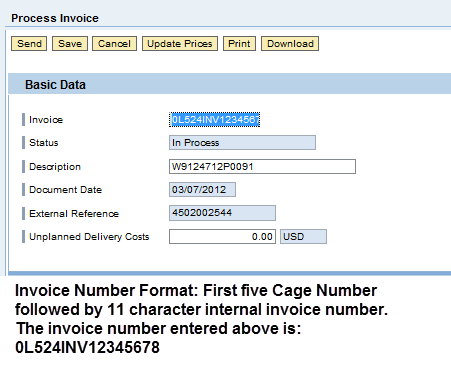 Process Invoice
Send Save Cancel Update Prices Print Download
Basic Data
Invoice 0L524INV1234567
Status In Process
Description W9124712P0091
Document Date 03/07/2012
External Reference 4502002544
Unplanned Delivery Costs 0.00 USD
Invoice Number Format: First five Cage Number
followed by 11 character internal invoice number.
The invoice number entered above is:
0L524INV12345678